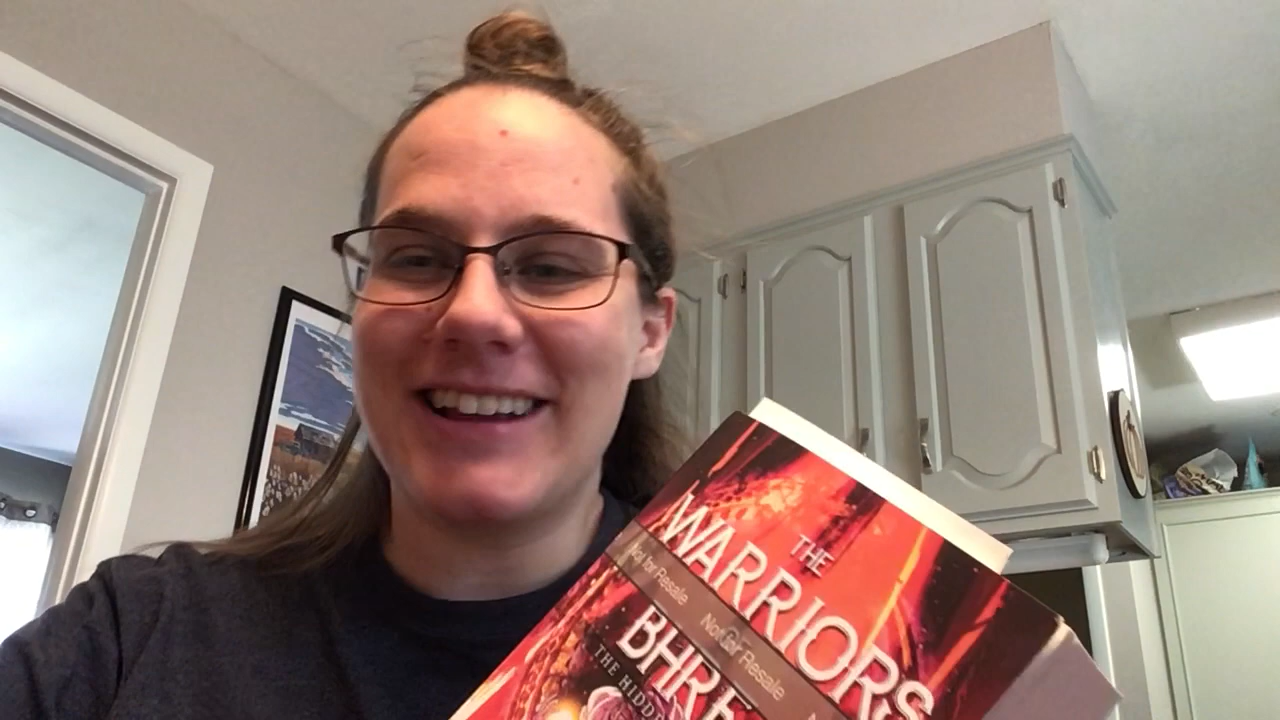 THE
WARRIORS
Not for Resale Not for Resale N
BHRE
THE HIDD